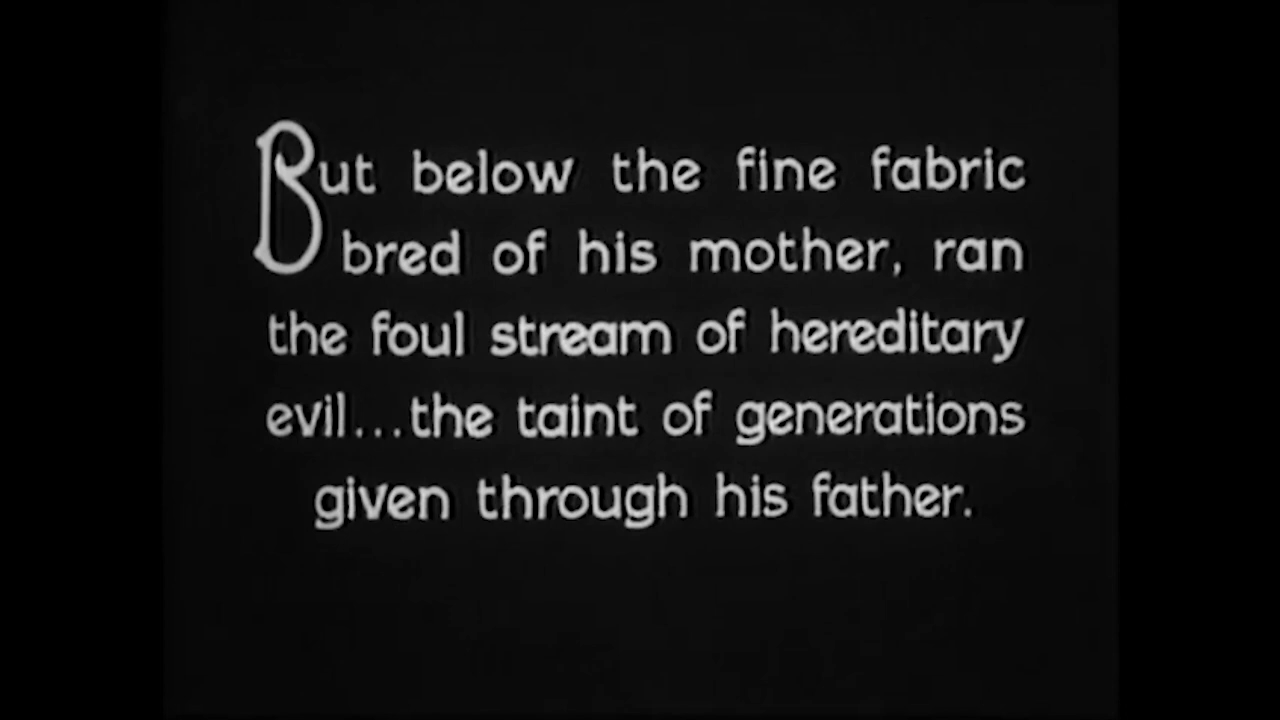 But below the fine fabric
bred of his mother, ran
the foul stream of hereditary
evil...the taint of generations
given through his father.